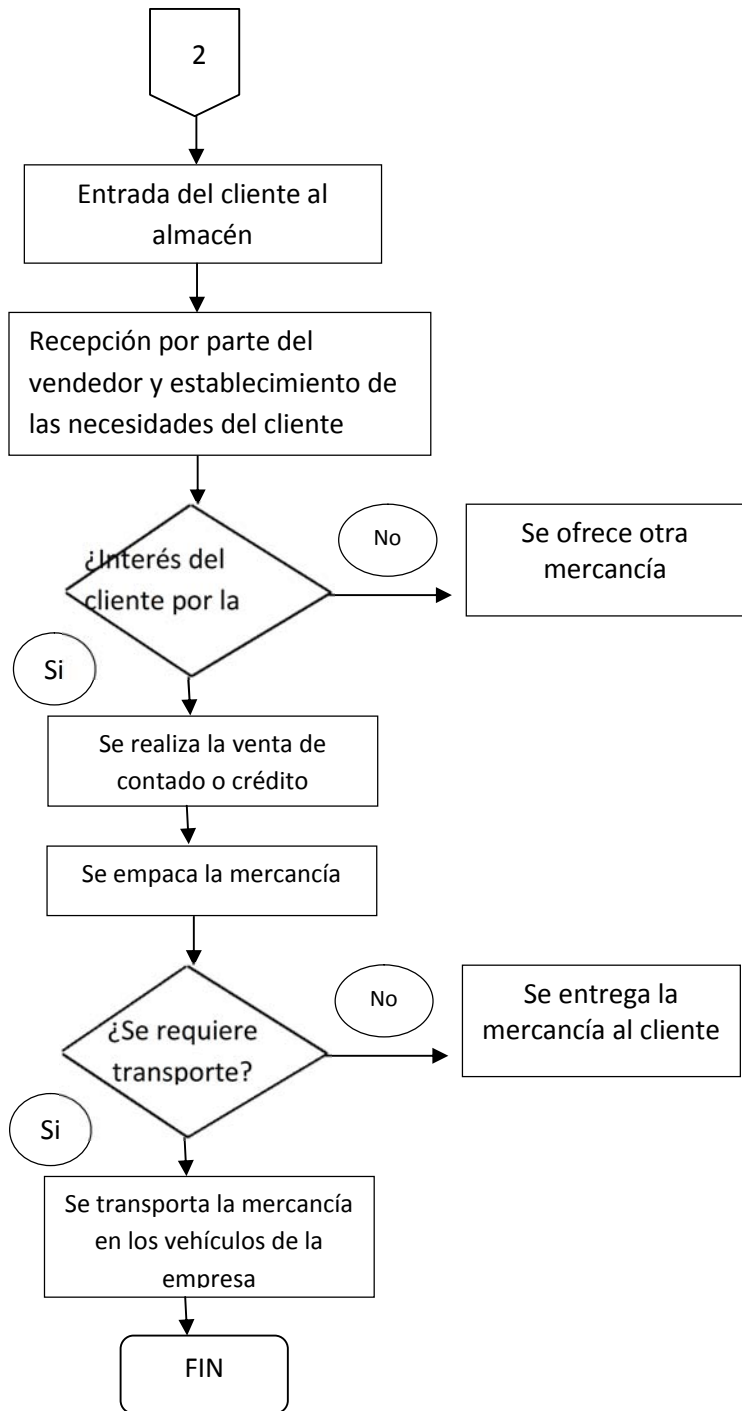 2
Entrada del cliente al
almacén
Recepción por parte del
vendedor y establecimiento de
las necesidades del cliente
¿Interés del
cliente por la
No
Se ofrece otra
mercancía
Si
Se realiza la venta de
contado o crédito
Se empaca la mercancía
¿Se requiere
transporte?
No
Se entrega la
mercancía al cliente
Si
Se transporta la mercancía
en los vehículos de la
empresa
FIN